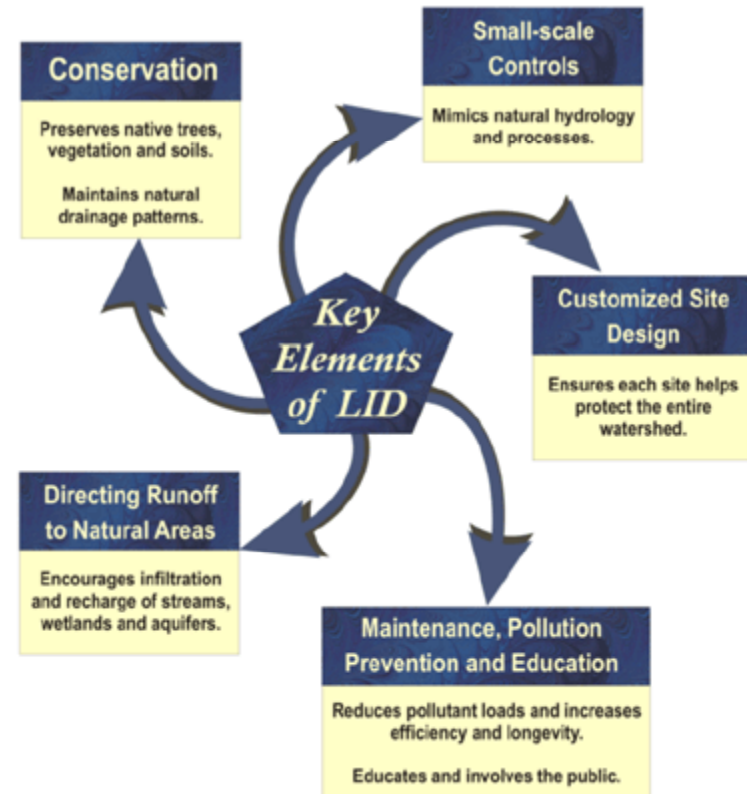 Key
Elements
of LID
Conservation
Preserves native trees,
vegetation and soils.
Maintains natural
drainage patterns.
Small-scale
Controls
Mimics natural hydrology
and processes.
Customized Site
Design
Ensures each site helps
protect the entire
watershed.
Directing Runoff
to Natural Areas
Encourages infiltration
and recharge of streams,
wetlands and aquifers.
Maintenance, Pollution
Prevention and Education
Reduces pollutant loads and increases
efficiency and longevity.
Educates and involves the public.